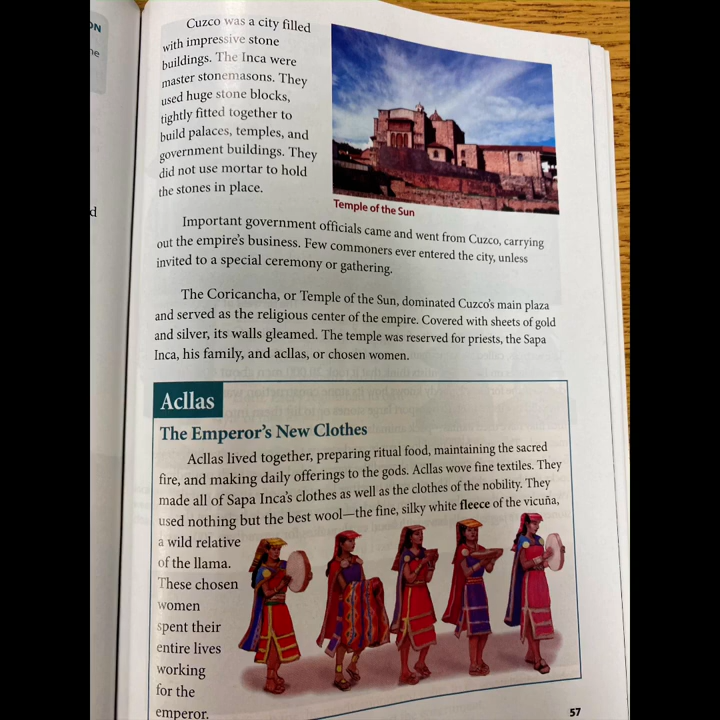 ON
ne
d
Cuzco was a city filled
with impressive stone
buildings. The Inca were
master stonemasons. They
used huge stone blocks,
tightly fitted together to
build palaces, temples, and
government buildings. They
did not use mortar to hold
the stones in place.
Temple of the Sun
Important government officials came and went from Cuzco, carrying
out the empire's business. Few commoners ever entered the city, unless
invited to a special ceremony or gathering.
The Coricancha, or Temple of the Sun, dominated Cuzco's main plaza
and served as the religious center of the empire. Covered with sheets of gold
and silver, its walls gleamed. The temple was reserved for priests, the Sapa
Inca, his family, and acllas, or chosen women.
Acllas
The Emperor's New Clothes
Acllas lived together, preparing ritual food, maintaining the sacred
fire, and making daily offerings to the gods. Acllas wove fine textiles. They
made all of Sapa Inca's clothes as well as the clothes of the nobility. They
used nothing but the best wool—the fine, silky white fleece of the vicuña,
a wild relative
of the llama.
These chosen
women
spent their
entire lives
working
for the
emperor.
57